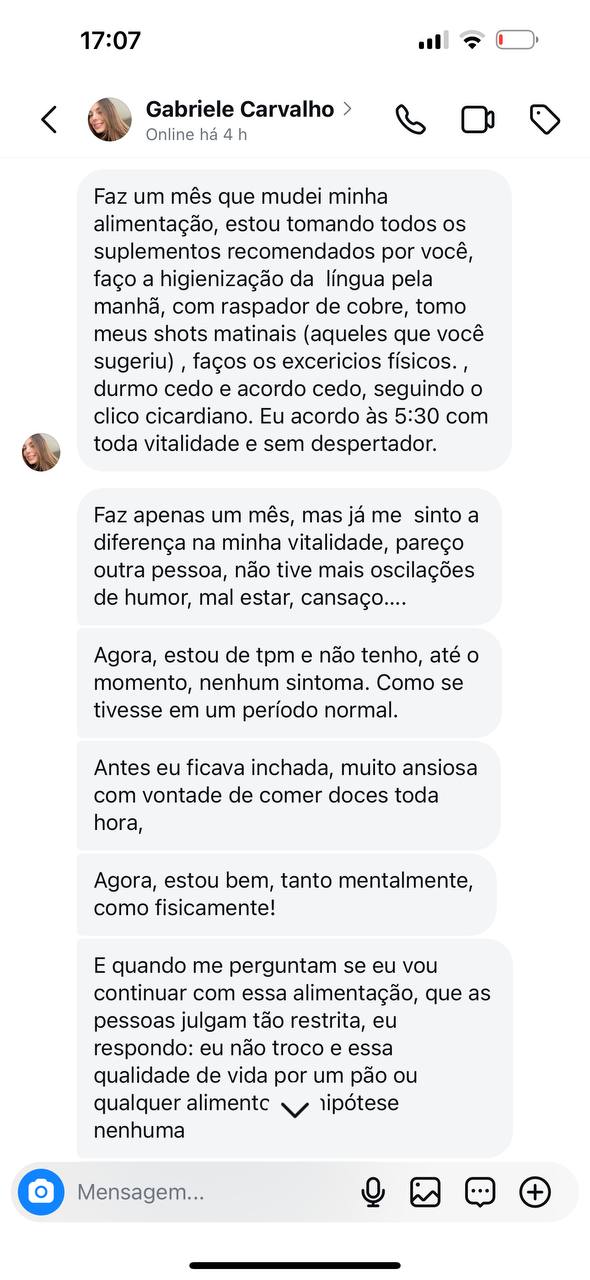 17:07
Gabriele Carvalho
Online há 4 h
Faz um mês que mudei minha
alimentação, estou tomando todos os
suplementos recomendados por você,
faço a higienização da  língua pela
manhã, com raspador de cobre, tomo
meus shots matinais (aqueles que você
sugeriu) , faços os excericios físicos. ,
durmo cedo e acordo cedo, seguindo o
clico cicardiano. Eu acordo às 5:30 com
toda vitalidade e sem despertador.
Faz apenas um mês, mas já me  sinto a
diferença na minha vitalidade, pareço
outra pessoa, não tive mais oscilações
de humor, mal estar, cansaço....
Agora, estou de tpm e não tenho, até o
momento, nenhum sintoma. Como se
tivesse em um período normal.
Antes eu ficava inchada, muito ansiosa
com vontade de comer doces toda
hora,
Agora, estou bem, tanto mentalmente,
como fisicamente!
E quando me perguntam se eu vou
continuar com essa alimentação, que as
pessoas julgam tão restrita, eu
respondo: eu não troco e essa
qualidade de vida por um pão ou
qualquer alimento hipótese
nenhuma
Mensagem...